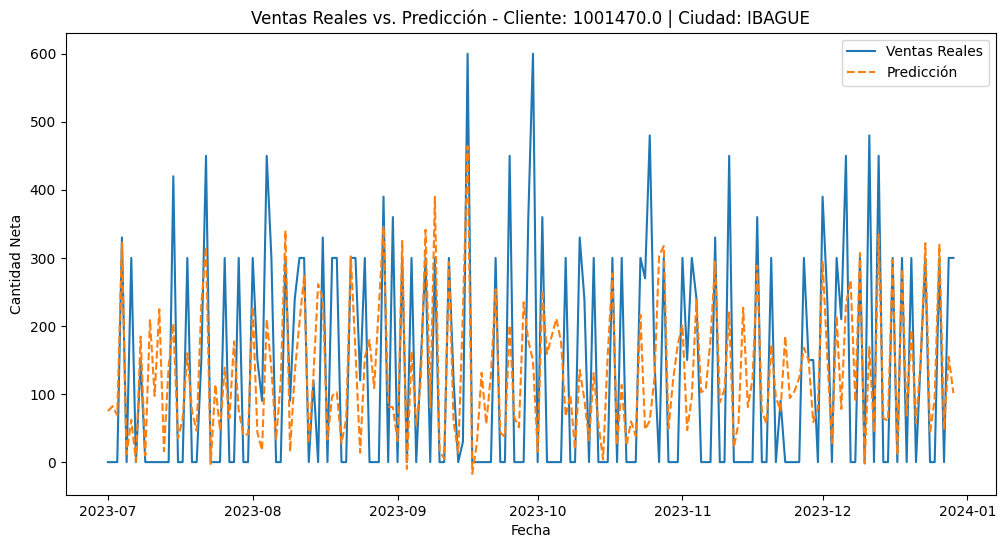 Ventas Reales vs. Predicción - Cliente: 1001470.0 | Ciudad: IBAGUE
Ventas Reales
Predicción
Cantidad Neta
600
500
400
300
200
100
0
2023-07
2023-08
2023-09
2023-10
2023-11
2023-12
2024-01
Fecha